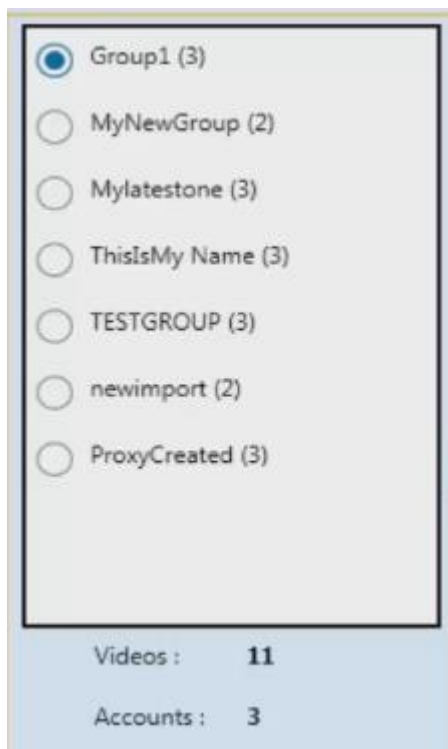 Group1 (3)
MyNewGroup (2)
Mylatestone (3)
ThisIsMy Name (3)
TESTGROUP (3)
newimport (2)
ProxyCreated (3)
Videos : 11
Accounts : 3